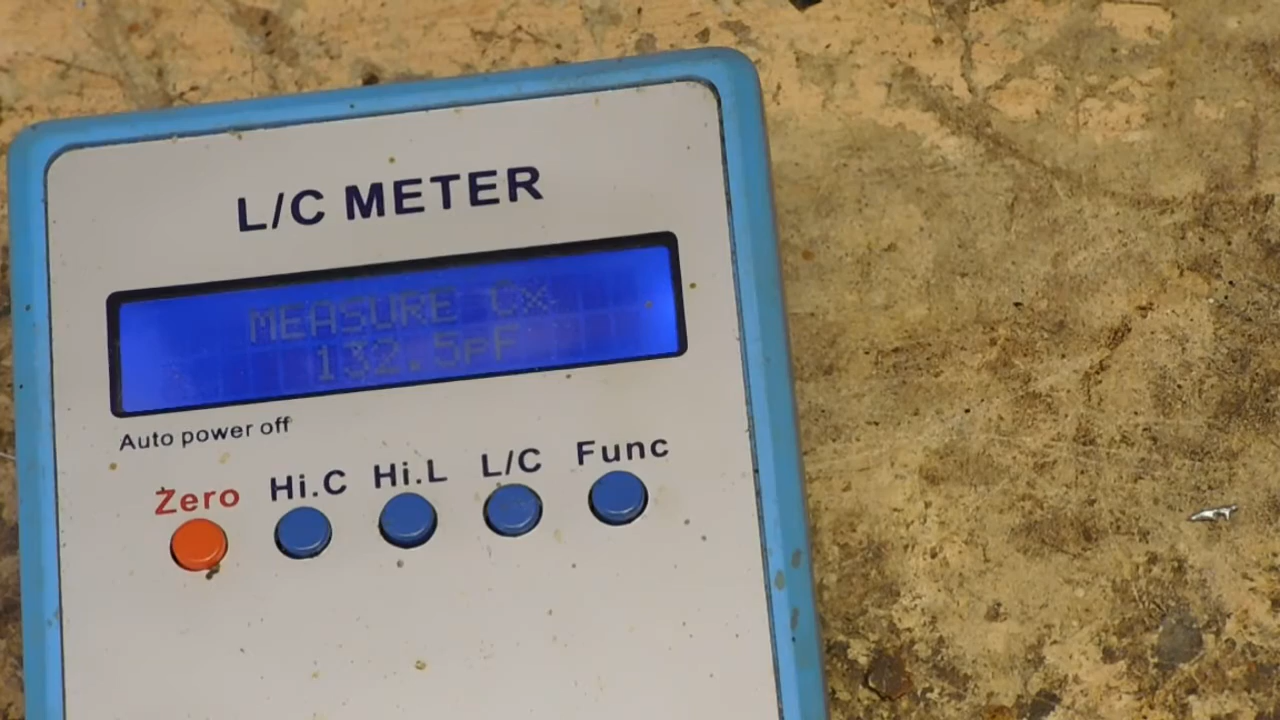 L/C METER
MEASURE Cx
132.5pF
Auto power off
Zero Hi.C Hi.L L/C Func